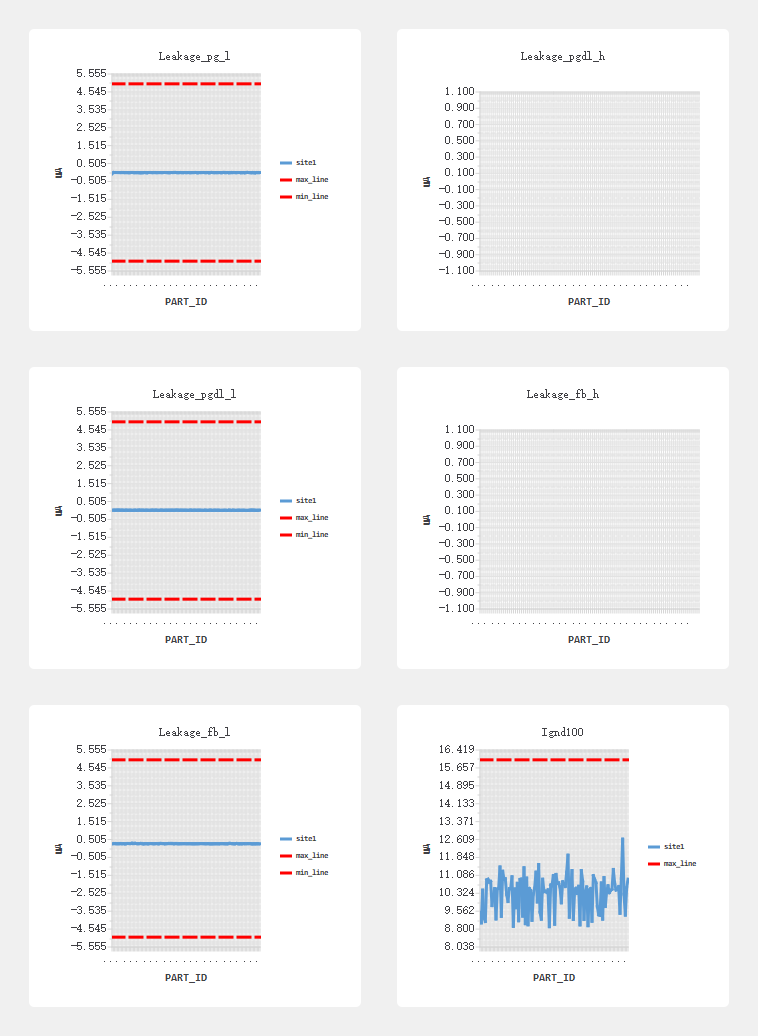 Leakage_pg_l
5.555
4.545
3.535
2.525
1.515
0.505
-0.505
-1.515
-2.525
-3.535
-4.545
-5.555
UA
PART_ID
site1
max_line
min_line
Leakage_pgdl_h
1.100
0.900
0.700
0.500
0.300
0.100
-0.100
-0.300
-0.500
-0.700
-0.900
-1.100
UA
PART_ID
Leakage_pgdl_l
5.555
4.545
3.535
2.525
1.515
0.505
-0.505
-1.515
-2.525
-3.535
-4.545
-5.555
UA
PART_ID
site1
max_line
min_line
Leakage_fb_h
1.100
0.900
0.700
0.500
0.300
0.100
-0.100
-0.300
-0.500
-0.700
-0.900
-1.100
UA
PART_ID
Leakage_fb_l
5.555
4.545
3.535
2.525
1.515
0.505
-0.505
-1.515
-2.525
-3.535
-4.545
-5.555
UA
PART_ID
site1
max_line
min_line
Ignd100
16.419
15.657
14.895
14.133
13.371
12.609
11.848
11.086
10.324
9.562
8.800
8.038
UA
PART_ID
site1
max_line